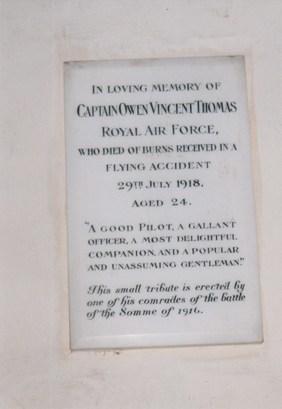 In loving memory of
Captain Owen Vincent Thomas
Royal Air Force,
who died of burns received in a
flying accident
29th July 1918.
Aged 24.
"A good pilot, a gallant
officer, a most delightful
companion, and a popular
and unassuming gentleman."
This small tribute is erected by
one of his comrades of the battle
of the Somme of 1916.